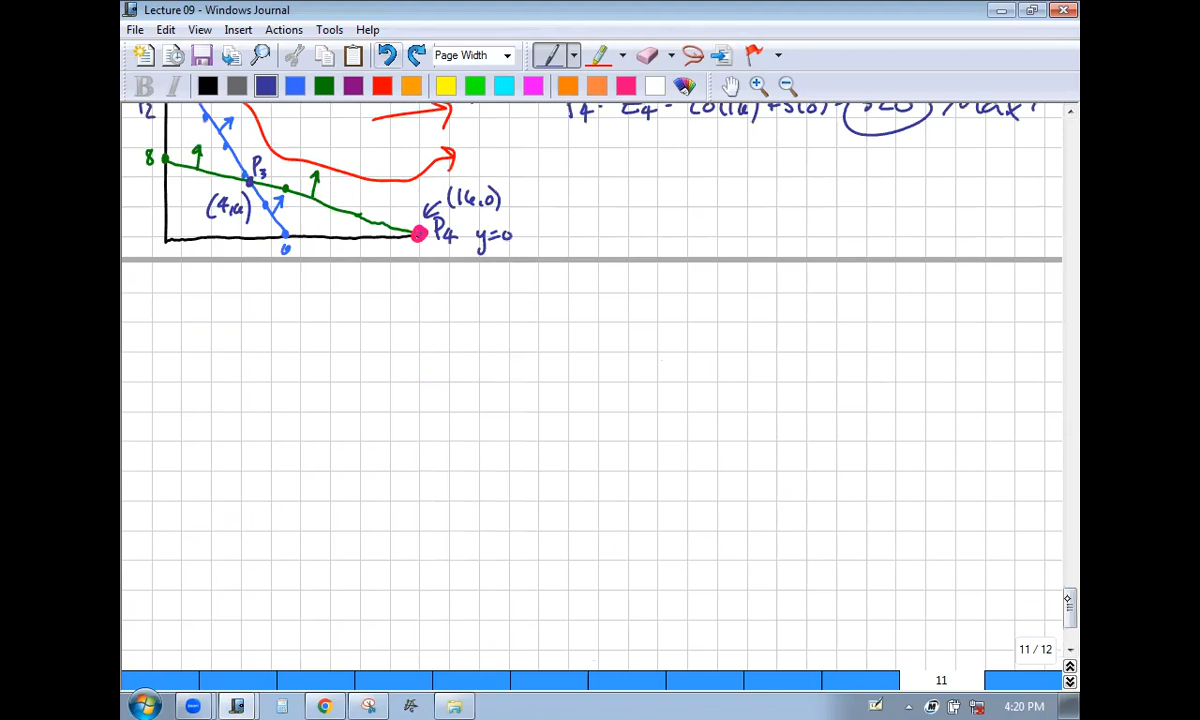 Lecture 09 - Windows Journal
File Edit View Insert Actions Tools Help
Page Width
B I
12
8
P3
(4,6)
(16,0)
P4 y=0
11 / 12
11
4:20 PM